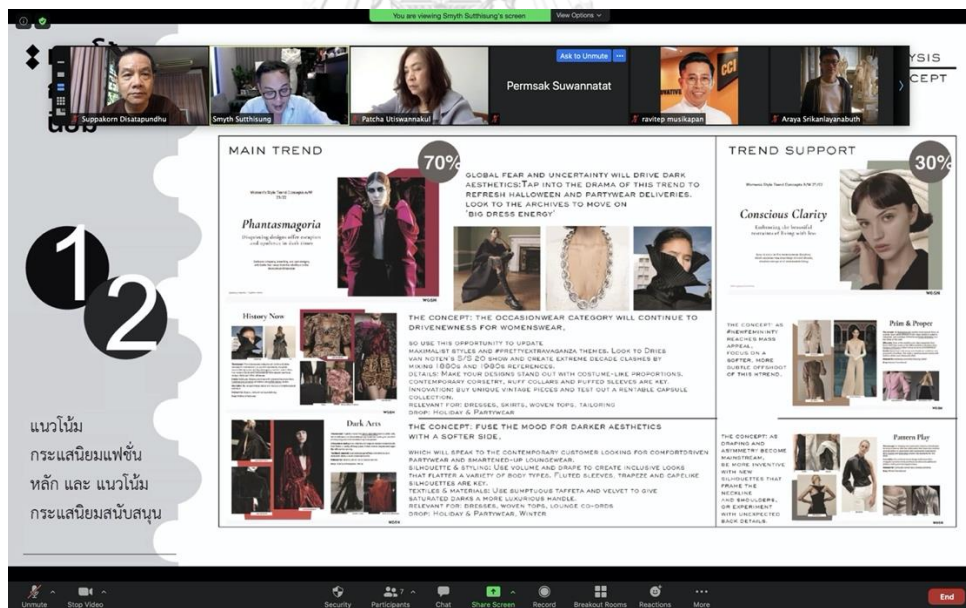 You are viewing Smyth Sutthisung's screen
View Options
Suppakorn Disatapundhu
Smyth Sutthisung
Patcha Utiswannakul
Ask to Unmute
Permsak Suwannatat
ravitep musikapan
Araya Srikanlayanabuth
MAIN TREND
70%
Phantasmagoria
GLOBAL FEAR AND UNCERTAINTY WILL DRIVE DARK
AESTHETICS: TAP INTO THE DRAMA OF THIS TREND TO
REFRESH HALLOWEEN AND PARTYWEAR DELIVERIES.
LOOK TO THE ARCHIVES TO MOVE ON
'BIG DRESS ENERGY'
History Now
THE CONCEPT: THE OCCASIONWEAR CATEGORY WILL CONTINUE TO
DRIVENEWNESS FOR WOMENSWEAR,
SO USE THIS OPPORTUNITY TO UPDATE
MAXIMALIST STYLES AND #PRETTYEXTRAVAGANZA THEMES. LOOK TO DRIES
VAN NOTEN'S S/S 20 SHOW AND CREATE EXTREME DECADE CLASHES BY
MIXING 1880S AND 1980S REFERENCES.
DETAILS: MAKE YOUR DESIGNS STAND OUT WITH COSTUME-LIKE PROPORTIONS.
CONTEMPORARY CORSETRY, RUFF COLLARS AND PUFFED SLEEVES ARE KEY.
INNOVATION: BUY UNIQUE VINTAGE PIECES AND TEST OUT A RENTABLE CAPSULE
COLLECTION.
RELEVANT FOR: DRESSES, SKIRTS, WOVEN TOPS, TAILORING
DROP: HOLIDAY & PARTYWEAR
Dark Arts
THE CONCEPT: FUSE THE MOOD FOR DARKER AESTHETICS
WITH A SOFTER SIDE,
WHICH WILL SPEAK TO THE CONTEMPORARY CUSTOMER LOOKING FOR COMFORTDRIVEN
PARTYWEAR AND SMARTENED-UP LOUNGEWEAR.
SILHOUETTE & STYLING: USE VOLUME AND DRAPE TO CREATE INCLUSIVE LOOKS
THAT FLATTER A VARIETY OF BODY TYPES. FLUTED SLEEVES, TRAPEZE AND CAPELIKE
SILHOUETTES ARE KEY.
TEXTILES & MATERIALS: USE SUMPTUOUS TAFFETA AND VELVET TO GIVE
SATURATED DARKS A MORE LUXURIOUS HANDLE.
RELEVANT FOR: DRESSES, WOVEN TOPS, LOUNGE CO-ORDS
DROP: HOLIDAY & PARTYWEAR, WINTER
TREND SUPPORT
30%
Conscious Clarity
THE CONCEPT: AS
#NEWFEMININITY
REACHES MASS
APPEAL,
FOCUS ON A
SOFTER, MORE
SUBTLE OFFSHOOT
OF THIS #TREND.
Prim & Proper
THE CONCEPT: AS
DRAPING AND
ASYMMETRY BECOME
MAINSTREAM,
BE MORE INVENTIVE
WITH NEW
SILHOUETTES THAT
FRAME THE
NECKLINE
AND SHOULDERS,
OR EXPERIMENT
WITH UNEXPECTED
BACK DETAILS.
Pattern Play
12
แนวโน้ม
กระแสนิยมแฟชั่น
หลัก และ แนวโน้ม
กระแสนิยมสนับสนุน
Unmute
Stop Video
Security
Participants
7
Chat
Share Screen
Record
Breakout Rooms
Reactions
More
End